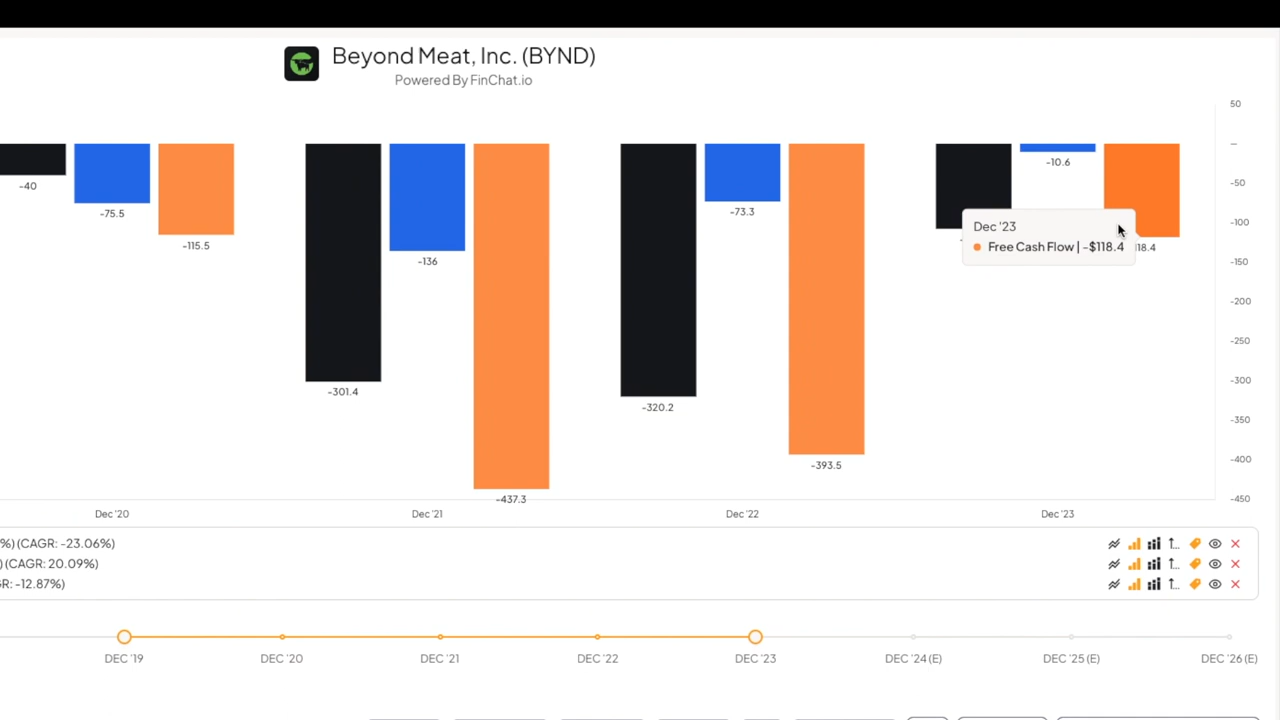 Beyond Meat, Inc. (BYND)
Powered By FinChat.io
50
–
-50
-100
-150
-200
-250
-300
-350
-400
-450
-40
-75.5
-115.5
-301.4
-136
-437.3
-320.2
-73.3
-393.5
-10.6
18.4
Dec '23
Free Cash Flow | -$118.4
Dec '20
Dec '21
Dec '22
Dec '23
%) (CAGR: -23.06%)
) (CAGR: 20.09%)
GR: -12.87%)
DEC '19
DEC '20
DEC '21
DEC '22
DEC '23
DEC '24 (E)
DEC '25 (E)
DEC '26 (E)